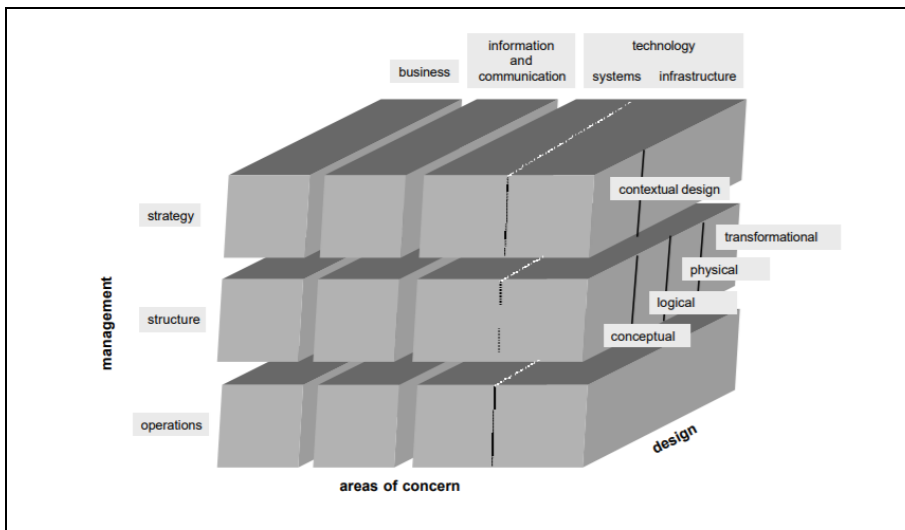 information
and
communication
technology
business
systems infrastructure
contextual design
strategy
transformational
physical
logical
structure
conceptual
management
operations
design
areas of concern